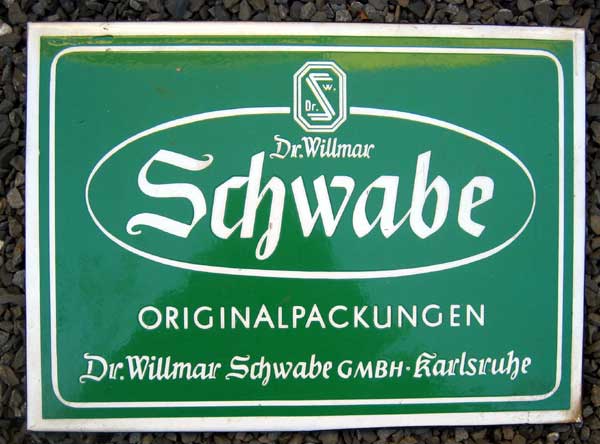 Dr. W. S
Dr. Willmar
Schwabe
ORIGINALPACKUNGEN
Dr. Willmar Schwabe GMBH · Karlsruhe